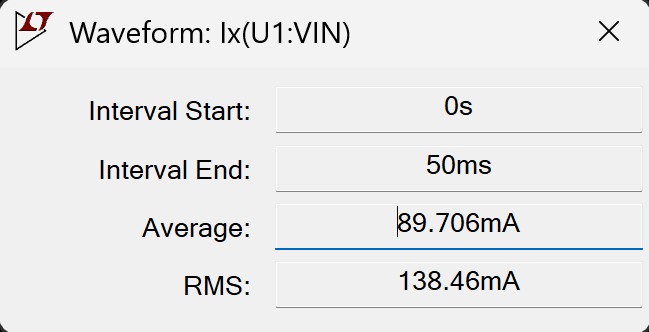 Waveform: Ix(U1:VIN)
Interval Start: 0s
Interval End: 50ms
Average: 89.706mA
RMS: 138.46mA